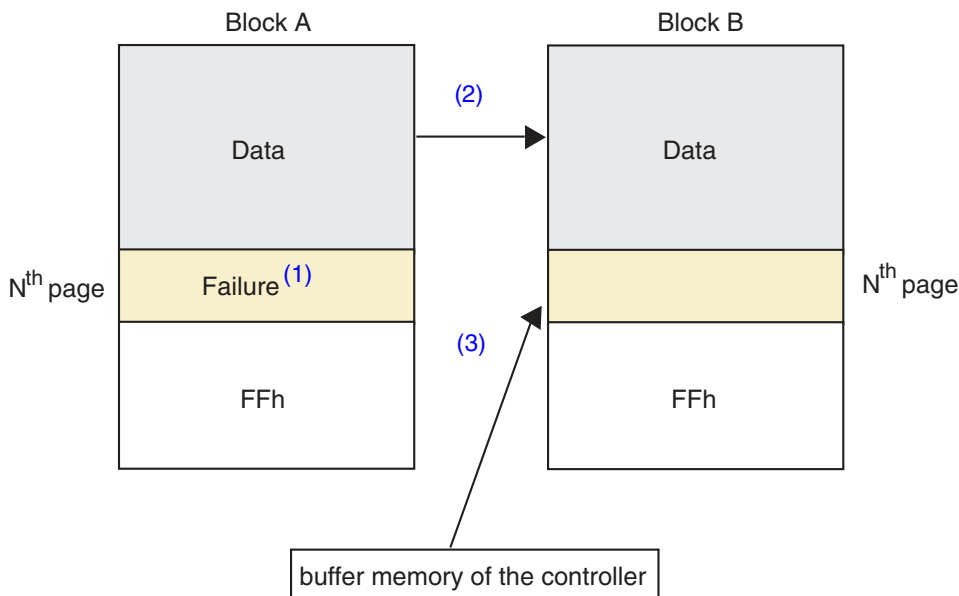 Block A
Block B
(2)
Data
Data
Nth page
Failure(1)
Nth page
(3)
FFh
FFh
buffer memory of the controller